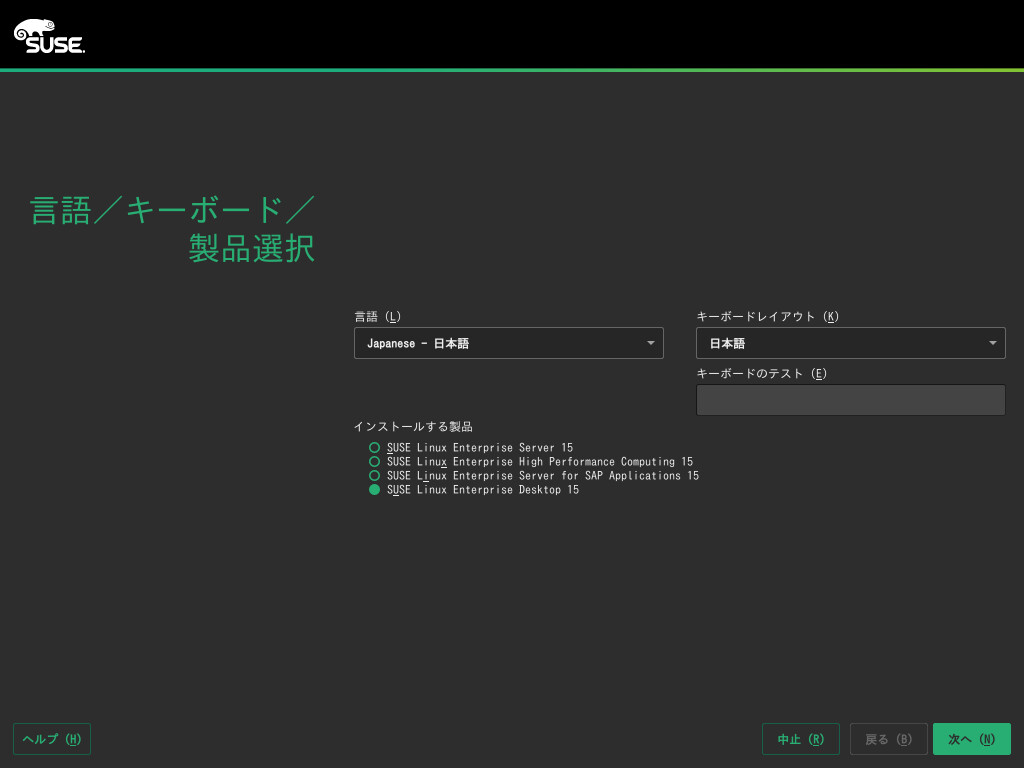 SUSE.
言語／キーボード／
製品選択
言語 (L)
キーボードレイアウト (K)
Japanese - 日本語
日本語
キーボードのテスト (E)
インストールする製品
SUSE Linux Enterprise Server 15
SUSE Linux Enterprise High Performance Computing 15
SUSE Linux Enterprise Server for SAP Applications 15
SUSE Linux Enterprise Desktop 15
ヘルプ (H)
中止 (R)
戻る (B)
次へ (N)